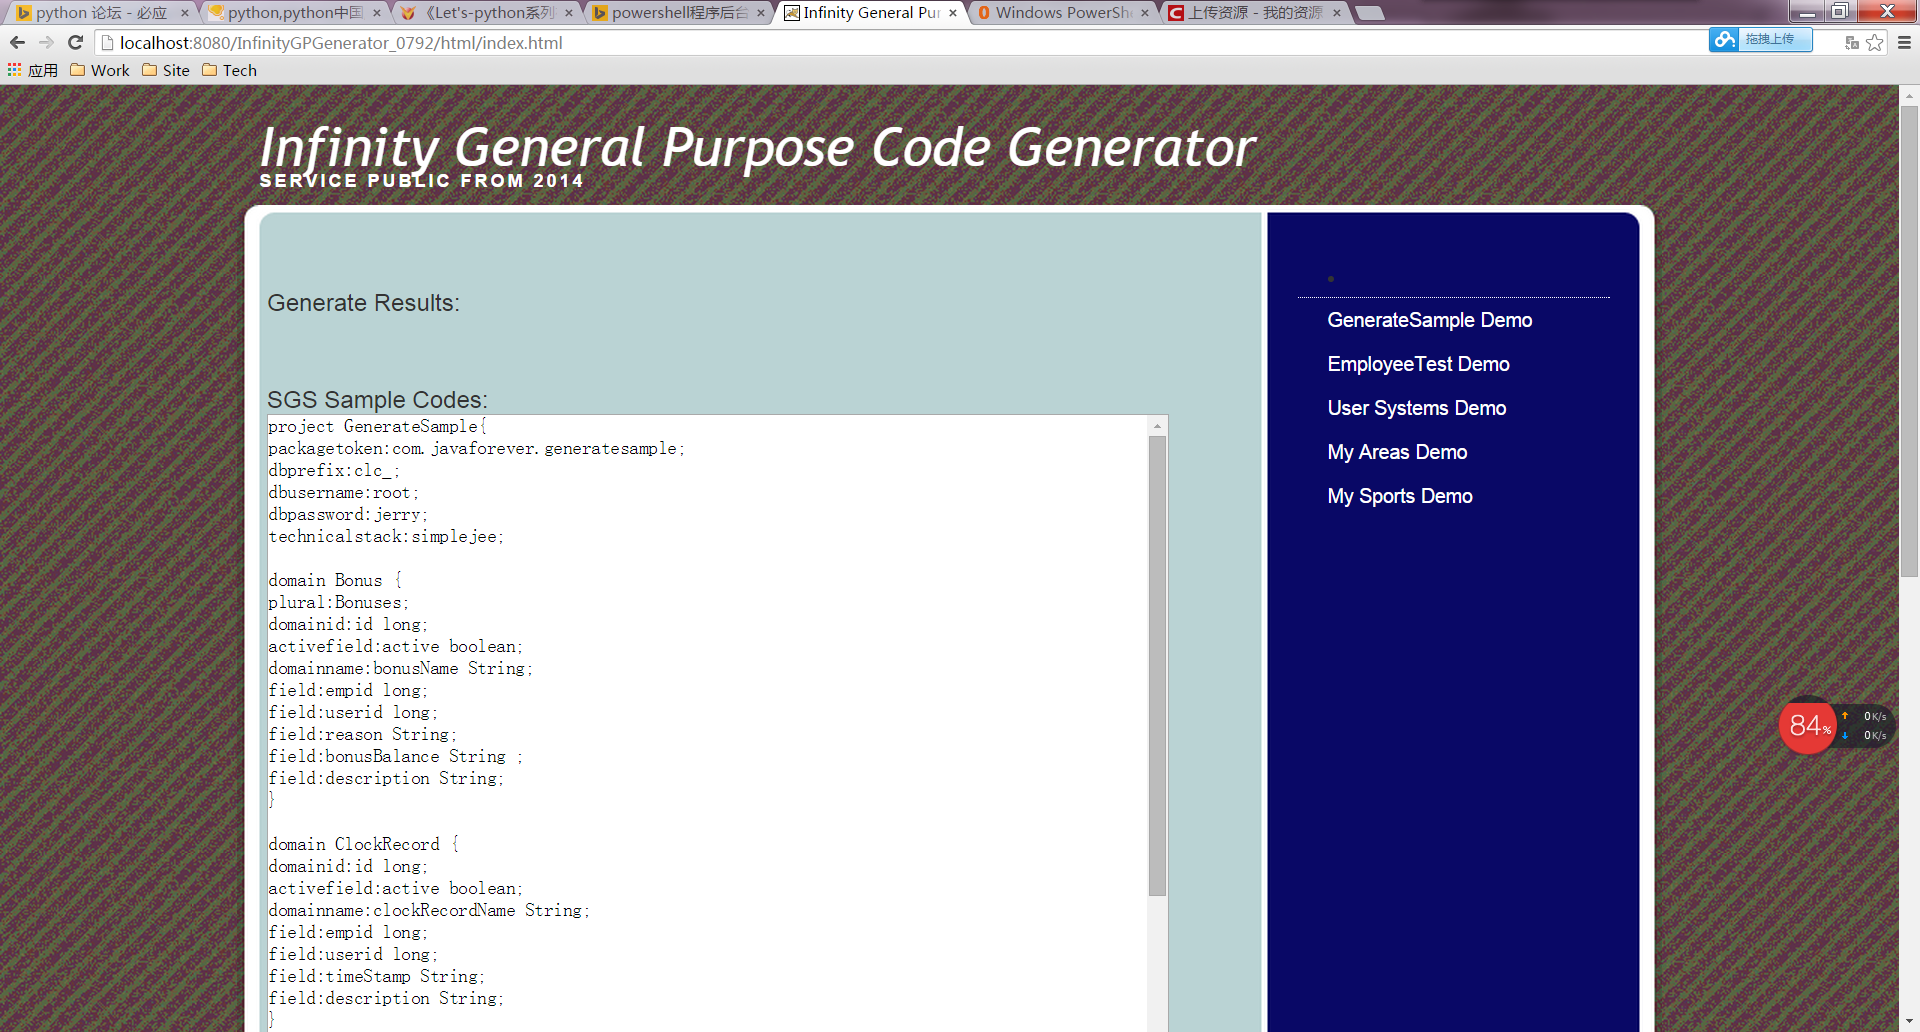 python 论坛 - 必应
python,python中国
《Let's-python系列
powershell程序后台
Infinity General Pur
Windows PowerShe
上传资源 - 我的资源
localhost:8080/InfinityGPGenerator_0792/html/index.html
拖拽上传
应用
Work
Site
Tech
Infinity General Purpose Code Generator
SERVICE PUBLIC FROM 2014
Generate Results:
SGS Sample Codes:
project GenerateSample{
packagetoken:com.javaforever.generatesample;
dbprefix:clc_;
dbusername:root;
dbpassword:jerry;
technicalstack:simplejee;
domain Bonus {
plural:Bonuses;
domainid:id long;
activefield:active boolean;
domainname:bonusName String;
field:empid long;
field:userid long;
field:reason String;
field:bonusBalance String ;
field:description String;
}
domain ClockRecord {
domainid:id long;
activefield:active boolean;
domainname:clockRecordName String;
field:empid long;
field:userid long;
field:timeStamp String;
field:description String;
}
GenerateSample Demo
EmployeeTest Demo
User Systems Demo
My Areas Demo
My Sports Demo
84%
0K/s
0K/s